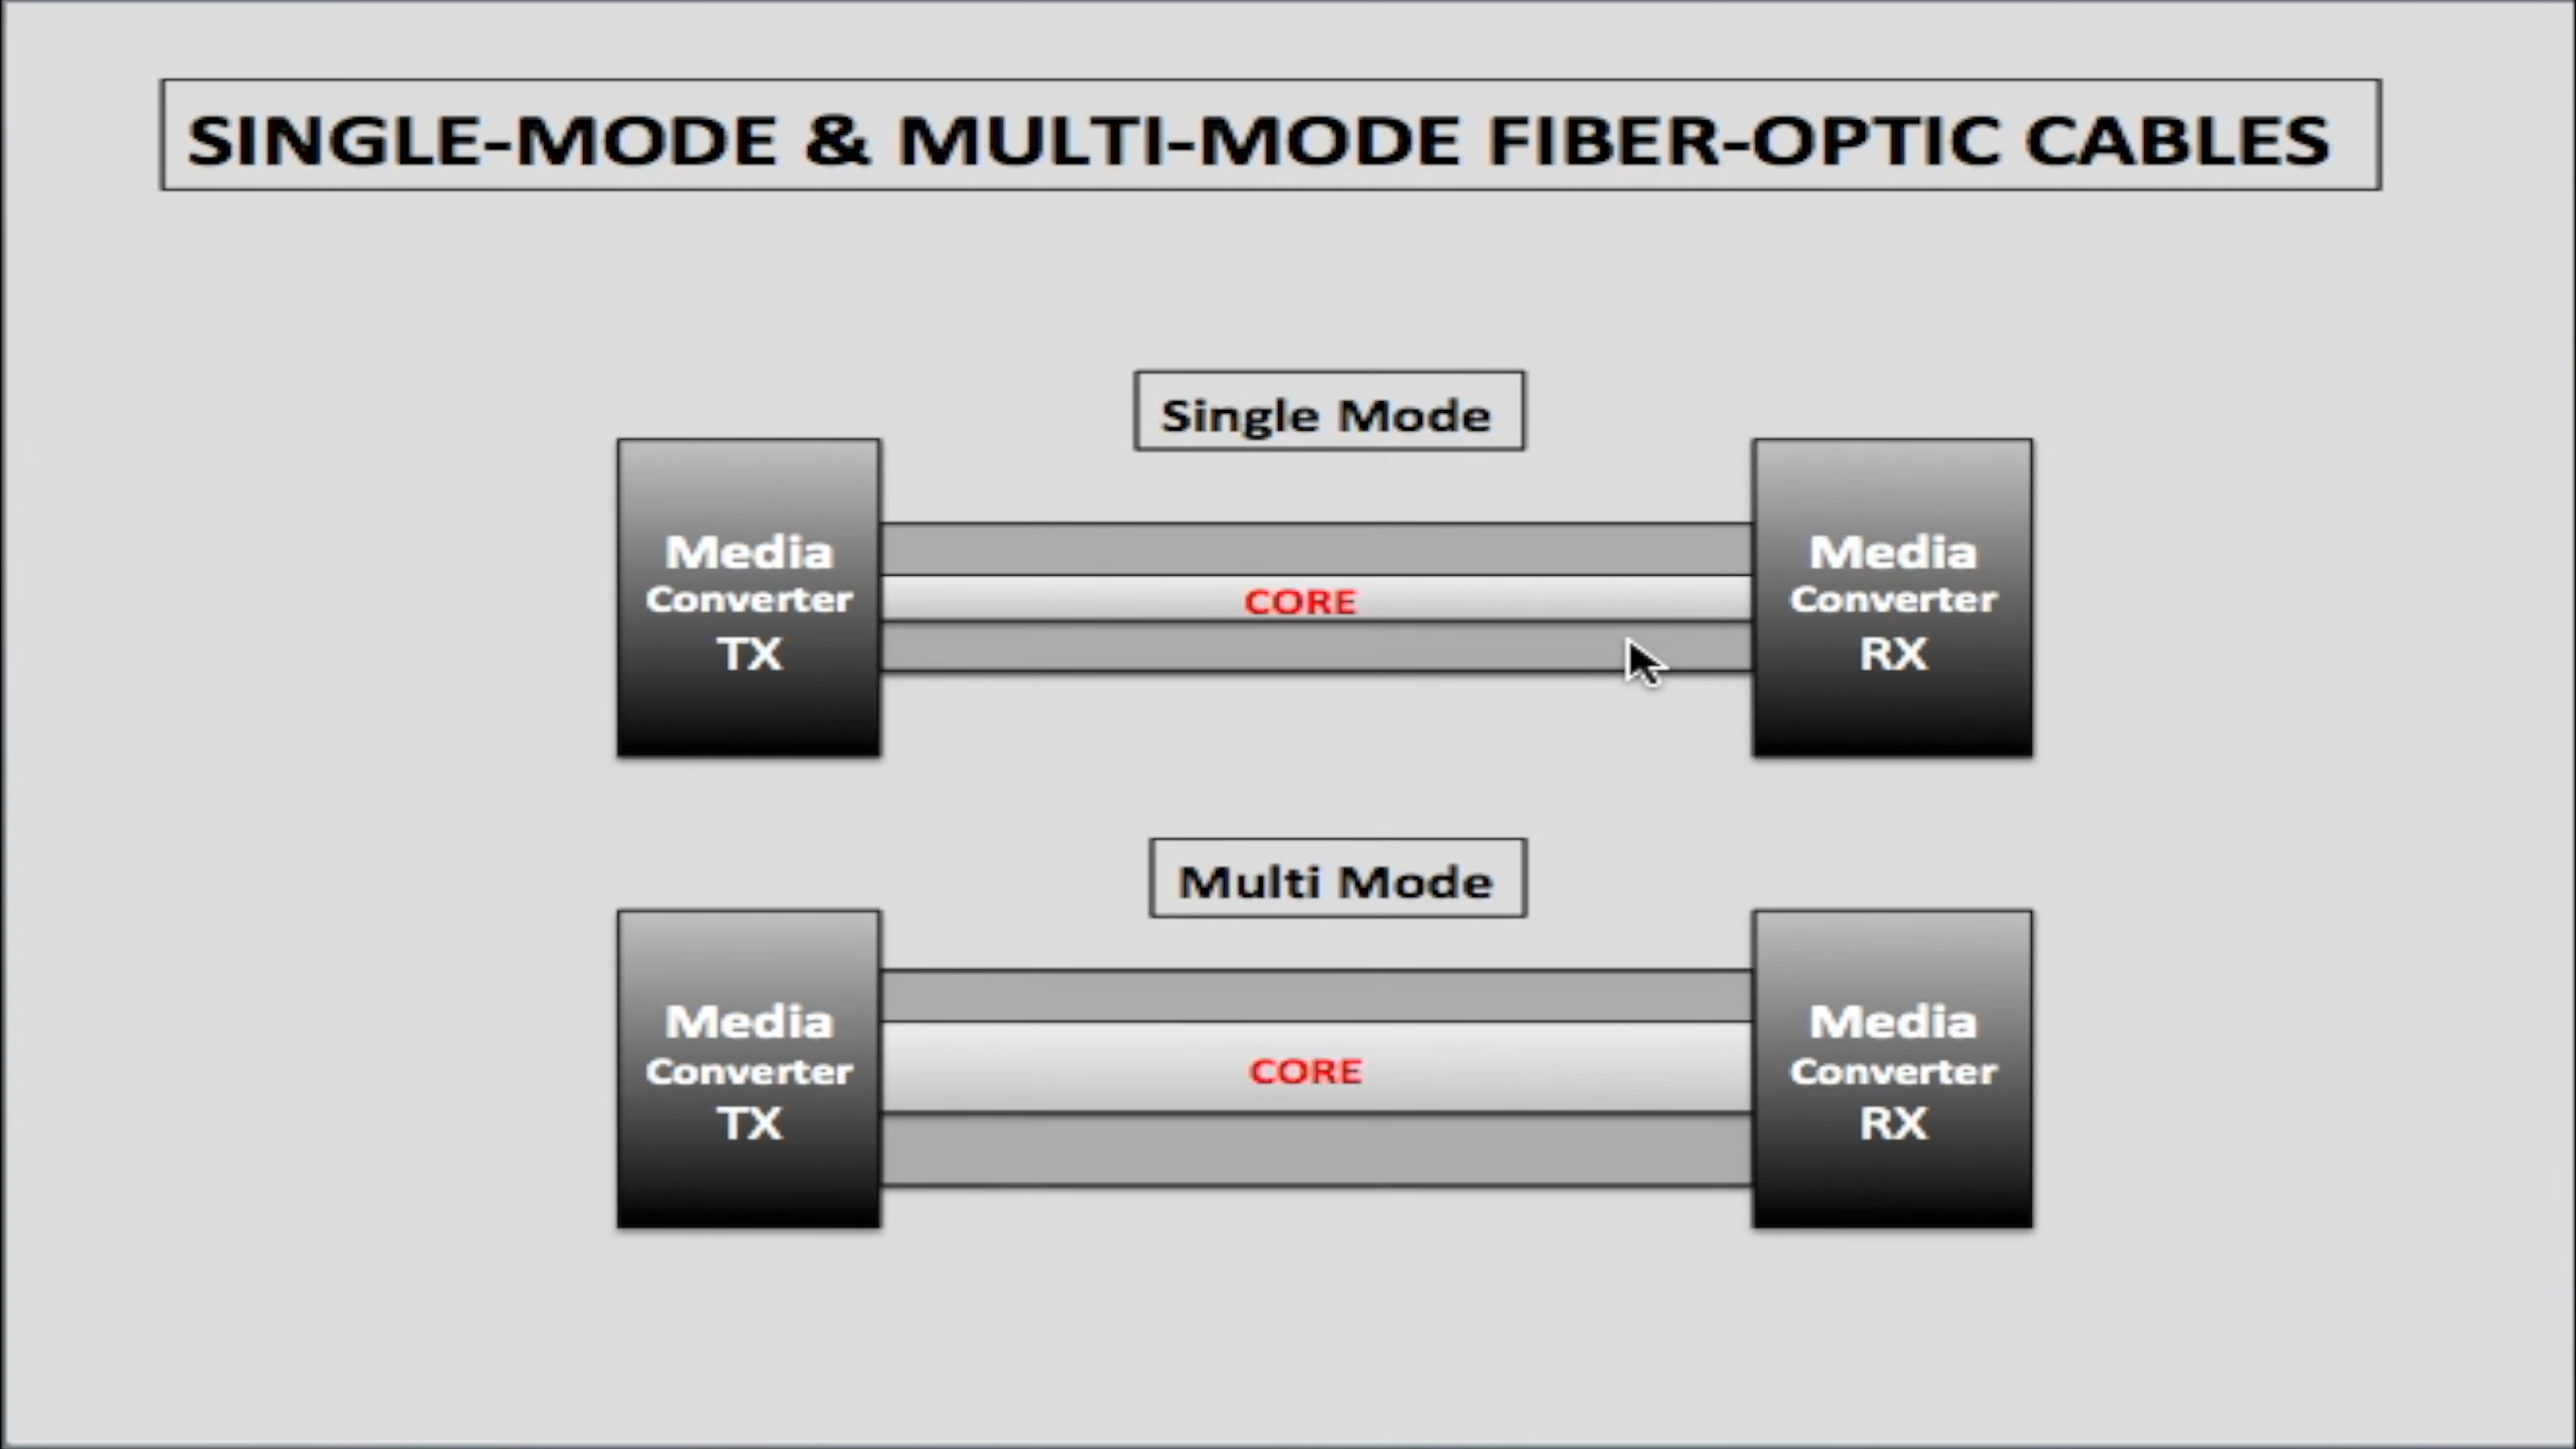 SINGLE-MODE & MULTI-MODE FIBER-OPTIC CABLES
Single Mode
Media
Converter
TX
CORE
Media
Converter
RX
Multi Mode
Media
Converter
TX
CORE
Media
Converter
RX